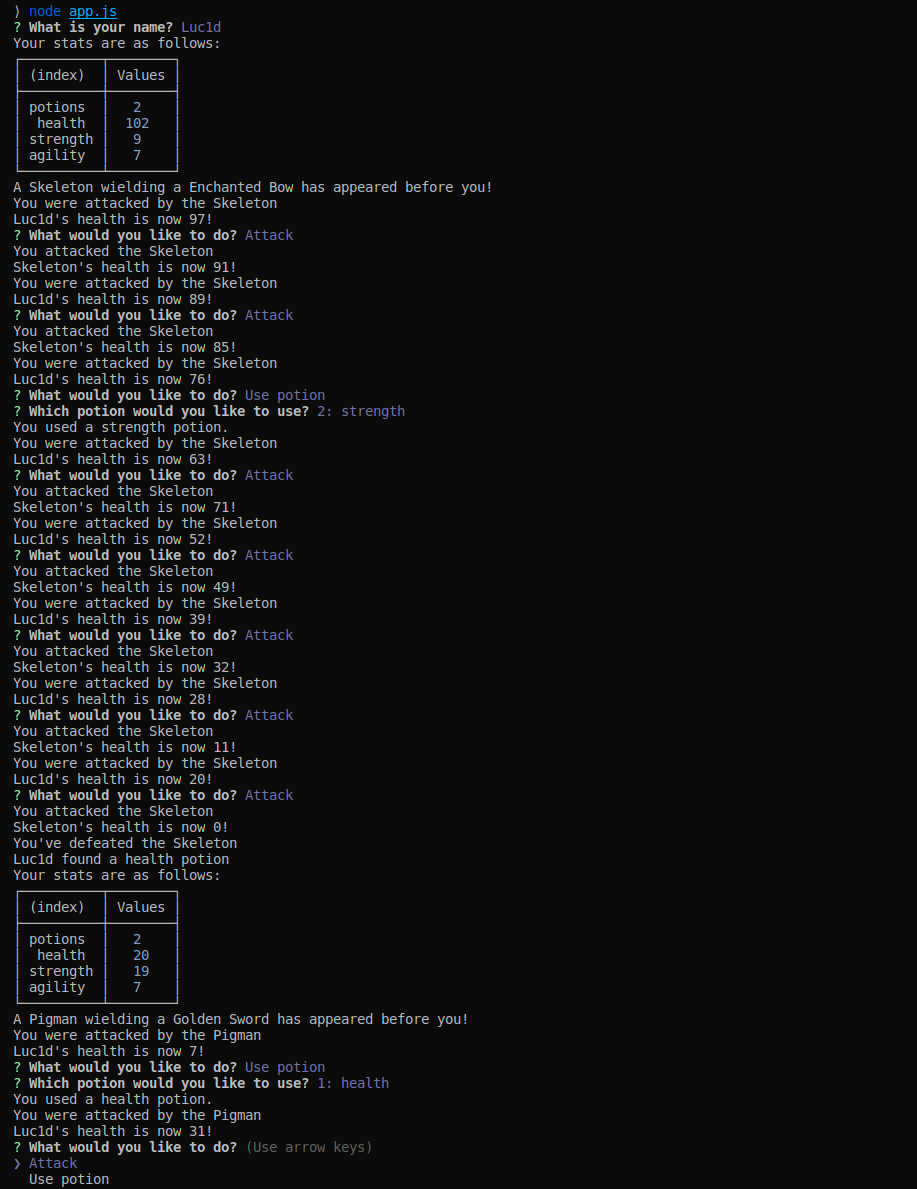 ⟩ node app.js
? What is your name? Luc1d
Your stats are as follows:
(index) Values
potions 2
health 102
strength 9
agility 7
A Skeleton wielding a Enchanted Bow has appeared before you!
You were attacked by the Skeleton
Luc1d's health is now 97!
? What would you like to do? Attack
You attacked the Skeleton
Skeleton's health is now 91!
You were attacked by the Skeleton
Luc1d's health is now 89!
? What would you like to do? Attack
You attacked the Skeleton
Skeleton's health is now 85!
You were attacked by the Skeleton
Luc1d's health is now 76!
? What would you like to do? Use potion
? Which potion would you like to use? 2: strength
You used a strength potion.
You were attacked by the Skeleton
Luc1d's health is now 63!
? What would you like to do? Attack
You attacked the Skeleton
Skeleton's health is now 71!
You were attacked by the Skeleton
Luc1d's health is now 52!
? What would you like to do? Attack
You attacked the Skeleton
Skeleton's health is now 49!
You were attacked by the Skeleton
Luc1d's health is now 39!
? What would you like to do? Attack
You attacked the Skeleton
Skeleton's health is now 32!
You were attacked by the Skeleton
Luc1d's health is now 28!
? What would you like to do? Attack
You attacked the Skeleton
Skeleton's health is now 11!
You were attacked by the Skeleton
Luc1d's health is now 20!
? What would you like to do? Attack
You attacked the Skeleton
Skeleton's health is now 0!
You've defeated the Skeleton
Luc1d found a health potion
Your stats are as follows:
(index) Values
potions 2
health 20
strength 19
agility 7
A Pigman wielding a Golden Sword has appeared before you!
You were attacked by the Pigman
Luc1d's health is now 7!
? What would you like to do? Use potion
? Which potion would you like to use? 1: health
You used a health potion.
You were attacked by the Pigman
Luc1d's health is now 31!
? What would you like to do? (Use arrow keys)
❯ Attack
Use potion